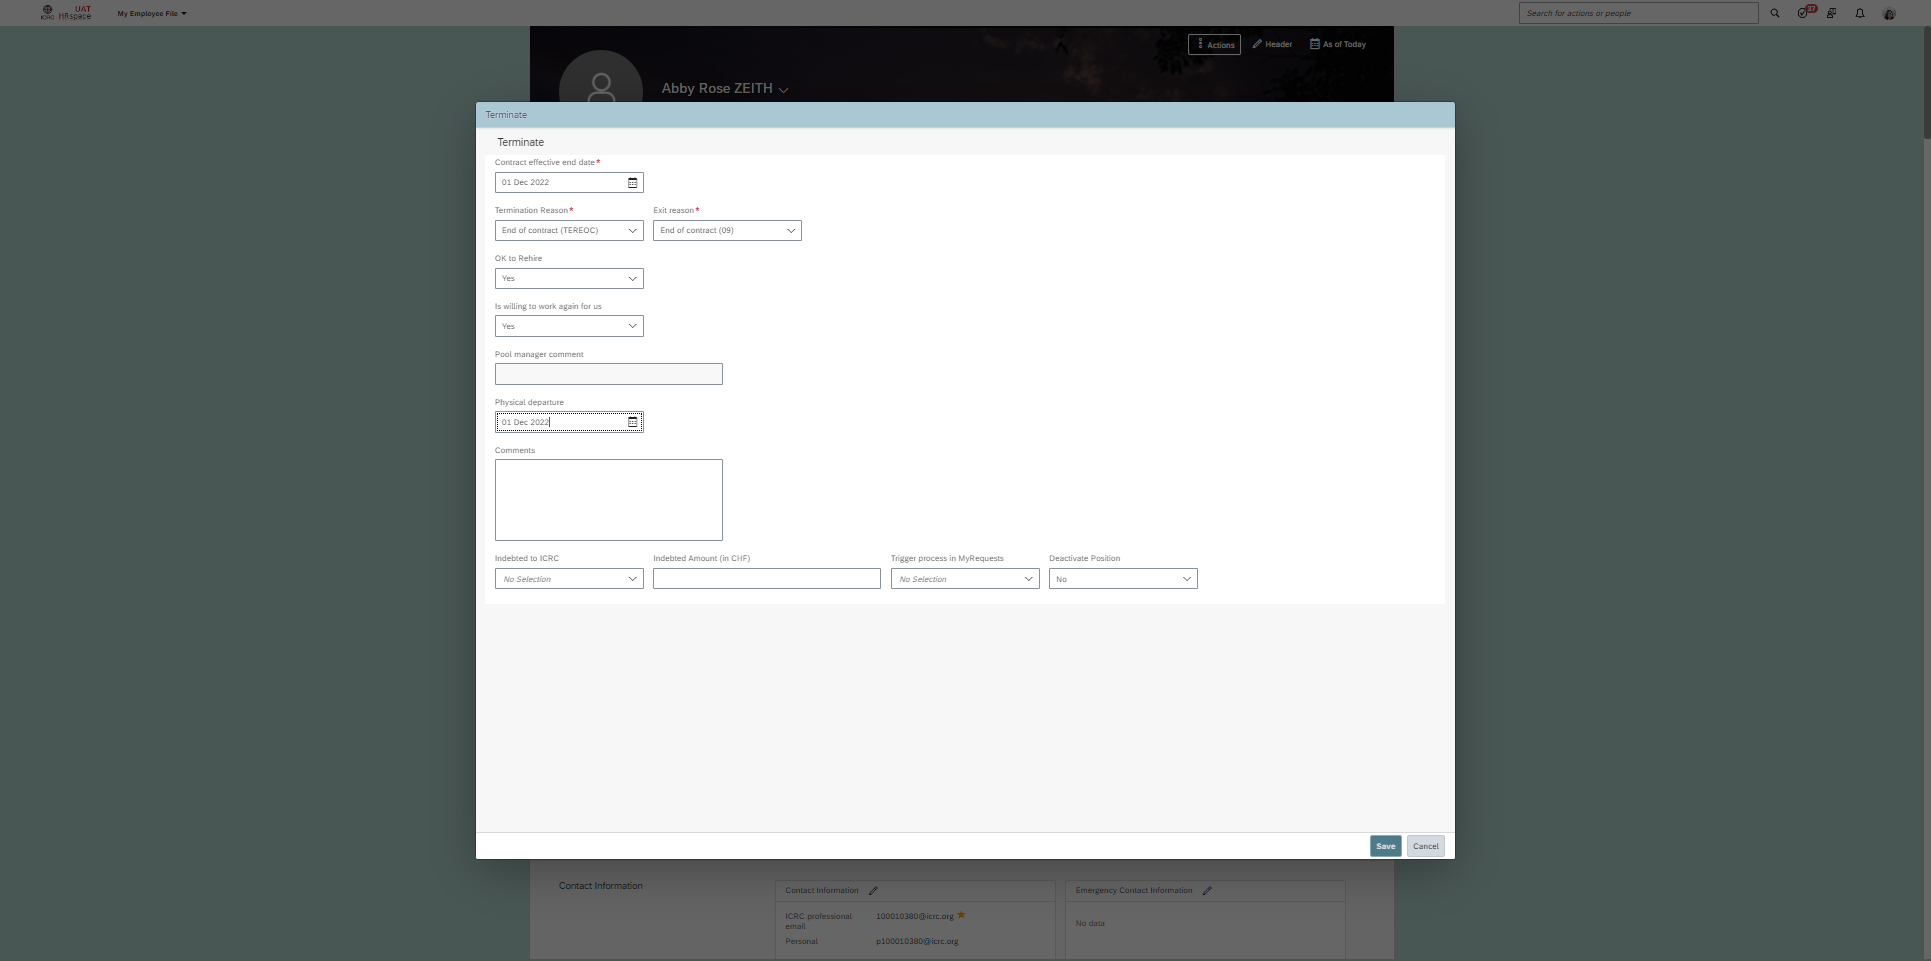 ICRC
UAT
HRspace
My Employee File
Search for actions or people
37
Actions
Header
As of Today
Abby Rose ZEITH
Terminate
Terminate
Contract effective end date*
01 Dec 2022
Termination Reason* Exit reason*
End of contract (TEREOC) End of contract (09)
OK to Rehire
Yes
Is willing to work again for us
Yes
Pool manager comment
Physical departure
01 Dec 2022
Comments
Indebted to ICRC Indebted Amount (in CHF) Trigger process in MyRequests Deactivate Position
No Selection No Selection No
Save Cancel
Contact Information
Contact Information
ICRC professional email 100010380@icrc.org
Personal p100010380@icrc.org
Emergency Contact Information
No data